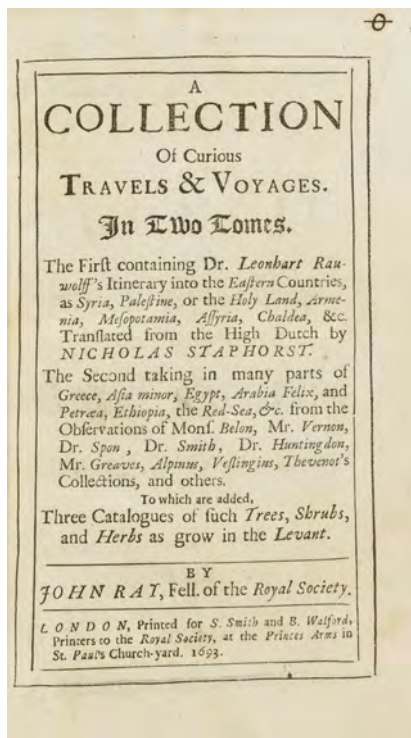 A
COLLECTION
Of Curious
TRAVELS & VOYAGES.
In Two Tomes.
The Firſt containing Dr. Leonhart Rau-
wolff's Itinerary into the Eaſtern Countries,
as Syria, Paleſtine, or the Holy Land, Arme-
nia, Meſopotamia, Aſſyria, Chaldea, &c.
Tranſlated from the High Dutch by
NICHOLAS STAPHORST.
The Second taking in many parts of
Greece, Aſia minor, Egypt, Arabia Felix, and
Petræa, Ethiopia, the Red-Sea, &c. from the
Obſervations of Monſ. Belon, Mr. Vernon,
Dr. Spon, Dr. Smith, Dr. Huntingdon,
Mr. Greaves, Alpinus, Veſlingius, Thevenot's
Collections, and others.
To which are added,
Three Catalogues of ſuch Trees, Shrubs,
and Herbs as grow in the Levant.
BY
JOHN RAY, Fell. of the Royal Society.
LONDON, Printed for S. Smith and B. Walford,
Printers to the Royal Society, at the Princes Arms in
St. Paul's Church-yard. 1693.